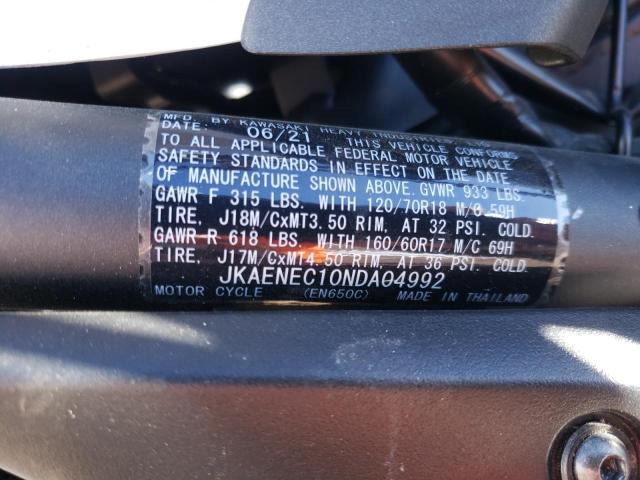 MFD. BY KAWASAKI HEAVY INDUSTRIES
DATE: 06/21 THIS VEHICLE CONFORMS
TO ALL APPLICABLE FEDERAL MOTOR VEHICLE
SAFETY STANDARDS IN EFFECT ON THE DATE
OF MANUFACTURE SHOWN ABOVE. GVWR 933 LBS.
GAWR F 315 LBS. WITH 120/70R18 M/C 59H
TIRE, J18M/CxMT3.50 RIM, AT 32 PSI. COLD.
GAWR R 618 LBS. WITH 160/60R17 M/C 69H
TIRE, J17M/CxMT4.50 RIM, AT 36 PSI. COLD.
JKAENEC10NDA04992
MOTOR CYCLE (EN650C) MADE IN THAILAND